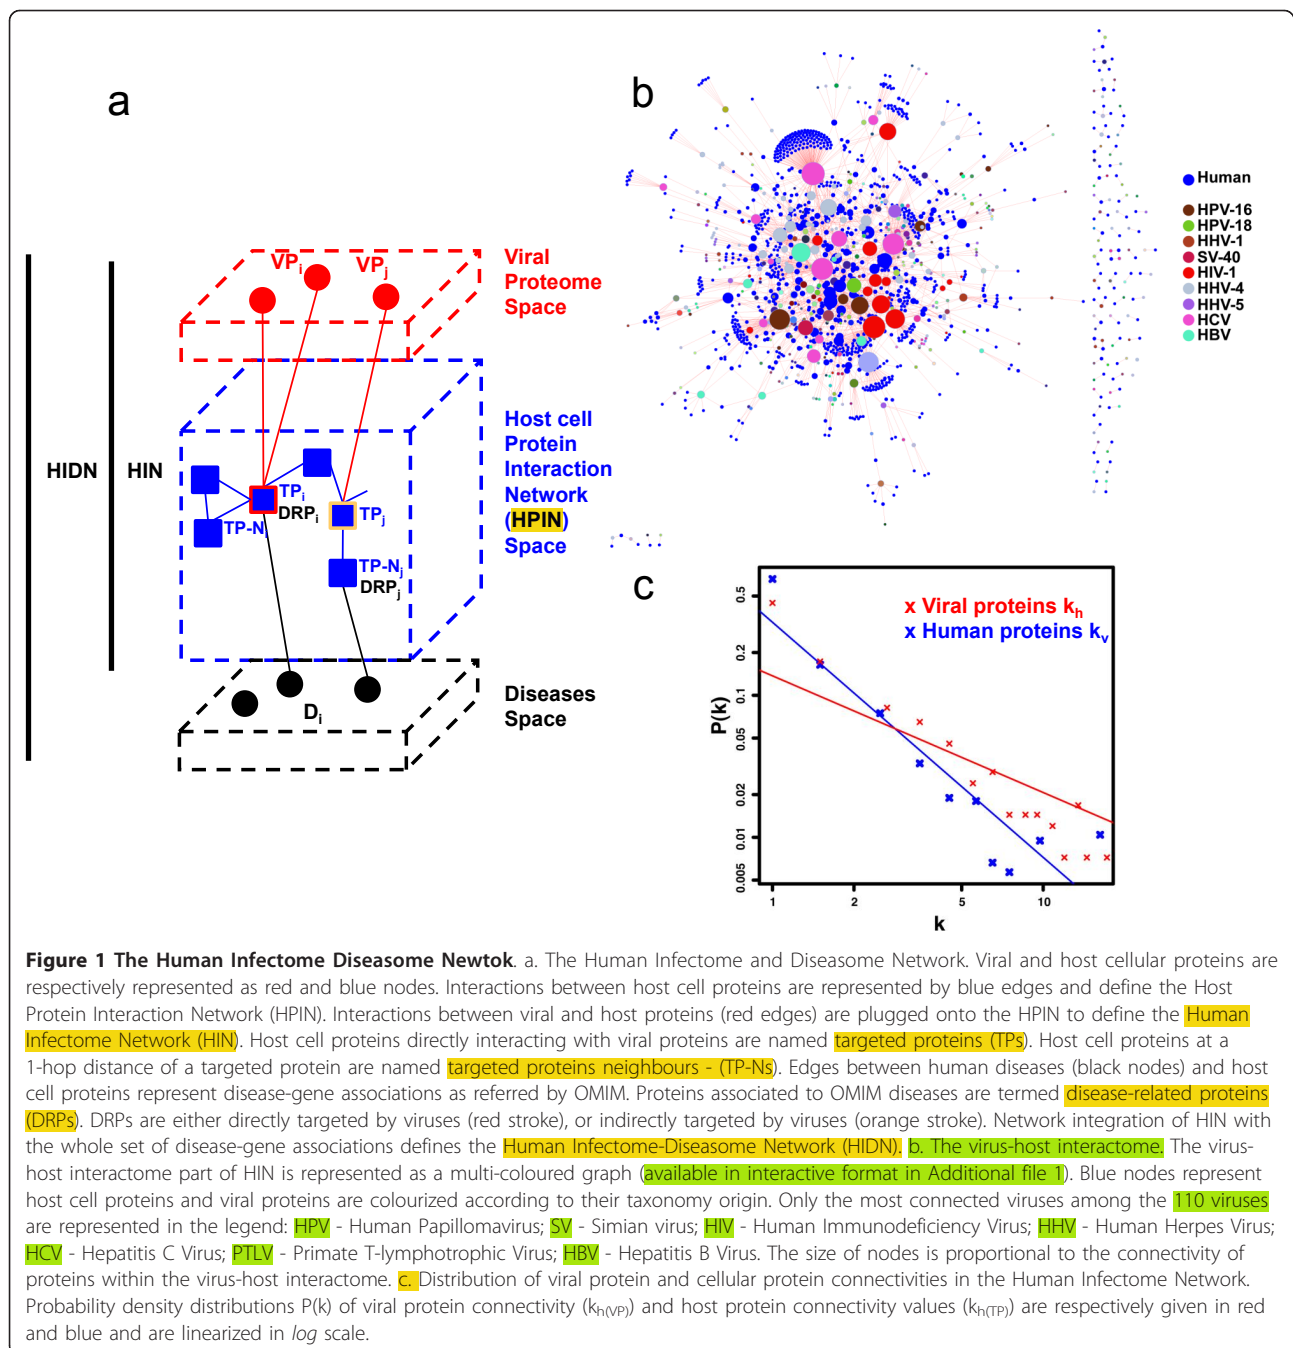 a
VPi
VPj
Viral
Proteome
Space
HIDN
HIN
TPi
DRPi
TP-N
TPj
TP-Nj
DRPj
Host cell
Protein
Interaction
Network
(HPIN)
Space
Di
Diseases
Space
b
Human
HPV-16
HPV-18
HHV-1
SV-40
HIV-1
HHV-4
HHV-5
HCV
HBV
c
x Viral proteins kh
x Human proteins kv
P(k)
0.5
0.2
0.1
0.05
0.02
0.01
0.005
1
2
5
10
k
Figure 1 The Human Infectome Diseasome Newtok. a. The Human Infectome and Diseasome Network. Viral and host cellular proteins are
respectively represented as red and blue nodes. Interactions between host cell proteins are represented by blue edges and define the Host
Protein Interaction Network (HPIN). Interactions between viral and host proteins (red edges) are plugged onto the HPIN to define the Human
Infectome Network (HIN). Host cell proteins directly interacting with viral proteins are named targeted proteins (TPs). Host cell proteins at a
1-hop distance of a targeted protein are named targeted proteins neighbours - (TP-Ns). Edges between human diseases (black nodes) and host
cell proteins represent disease-gene associations as referred by OMIM. Proteins associated to OMIM diseases are termed disease-related proteins
(DRPs). DRPs are either directly targeted by viruses (red stroke), or indirectly targeted by viruses (orange stroke). Network integration of HIN with
the whole set of disease-gene associations defines the Human Infectome-Diseasome Network (HIDN). b. The virus-host interactome. The virus-
host interactome part of HIN is represented as a multi-coloured graph (available in interactive format in Additional file 1). Blue nodes represent
host cell proteins and viral proteins are colourized according to their taxonomy origin. Only the most connected viruses among the 110 viruses
are represented in the legend: HPV - Human Papillomavirus; SV - Simian virus; HIV - Human Immunodeficiency Virus; HHV - Human Herpes Virus;
HCV - Hepatitis C Virus; PTLV - Primate T-lymphotrophic Virus; HBV - Hepatitis B Virus. The size of nodes is proportional to the connectivity of
proteins within the virus-host interactome. c. Distribution of viral protein and cellular protein connectivities in the Human Infectome Network.
Probability density distributions P(k) of viral protein connectivity (kh(VP)) and host protein connectivity values (kh(TP)) are respectively given in red
and blue and are linearized in log scale.